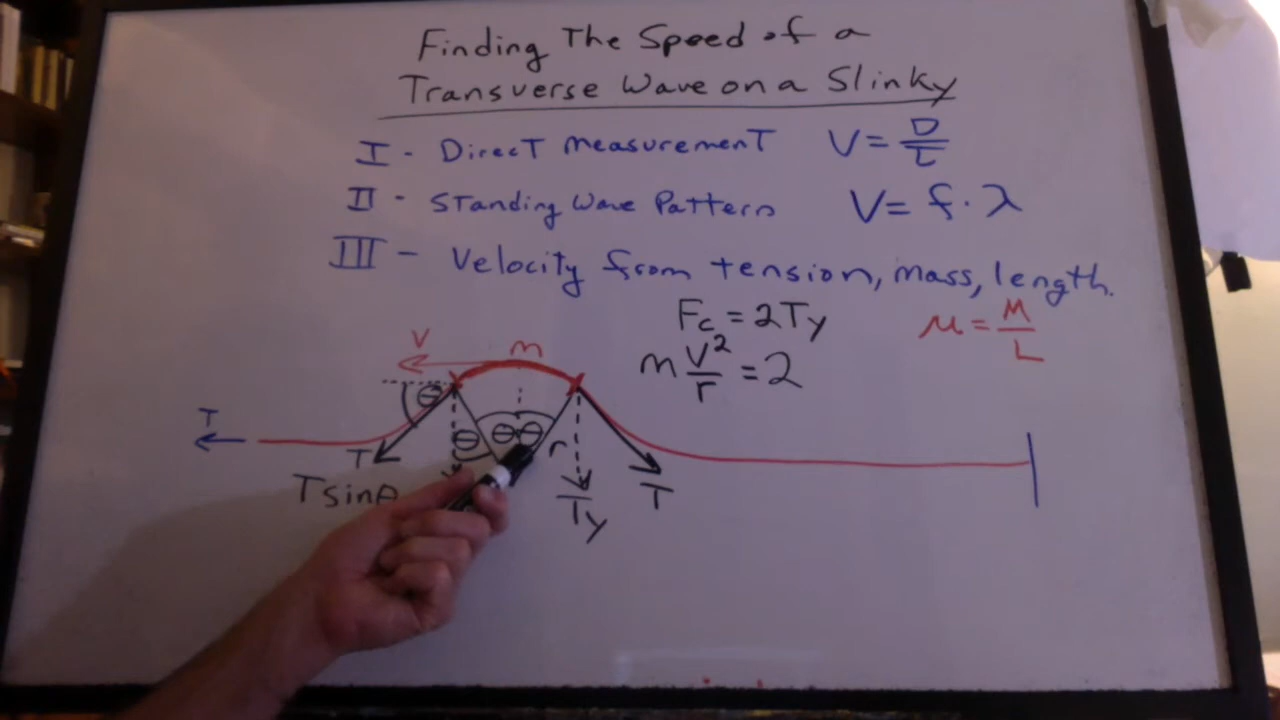 Finding The Speed of a
Transverse Wave on a Slinky
I - Direct measurement V = D/t
II - Standing Wave Pattern V = f · λ
III - Velocity from tension, mass, length.
Fc = 2Ty
μ = M/L
m v²/r = 2
V
m
θ
T
θ
θ θ
r
T
T sinθ
Ty
T